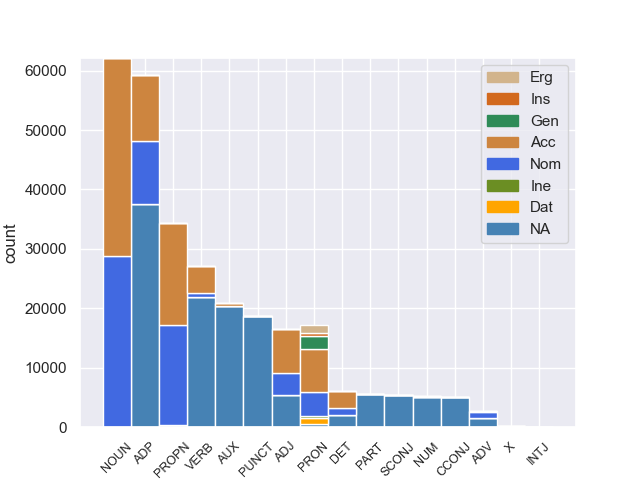 60000
50000
40000
30000
20000
10000
0
count
Erg
Ins
Gen
Acc
Nom
Ine
Dat
NA
NOUN
ADP
PROPN
VERB
AUX
PUNCT
ADJ
PRON
DET
PART
SCONJ
NUM
CCONJ
ADV
X
INTJ